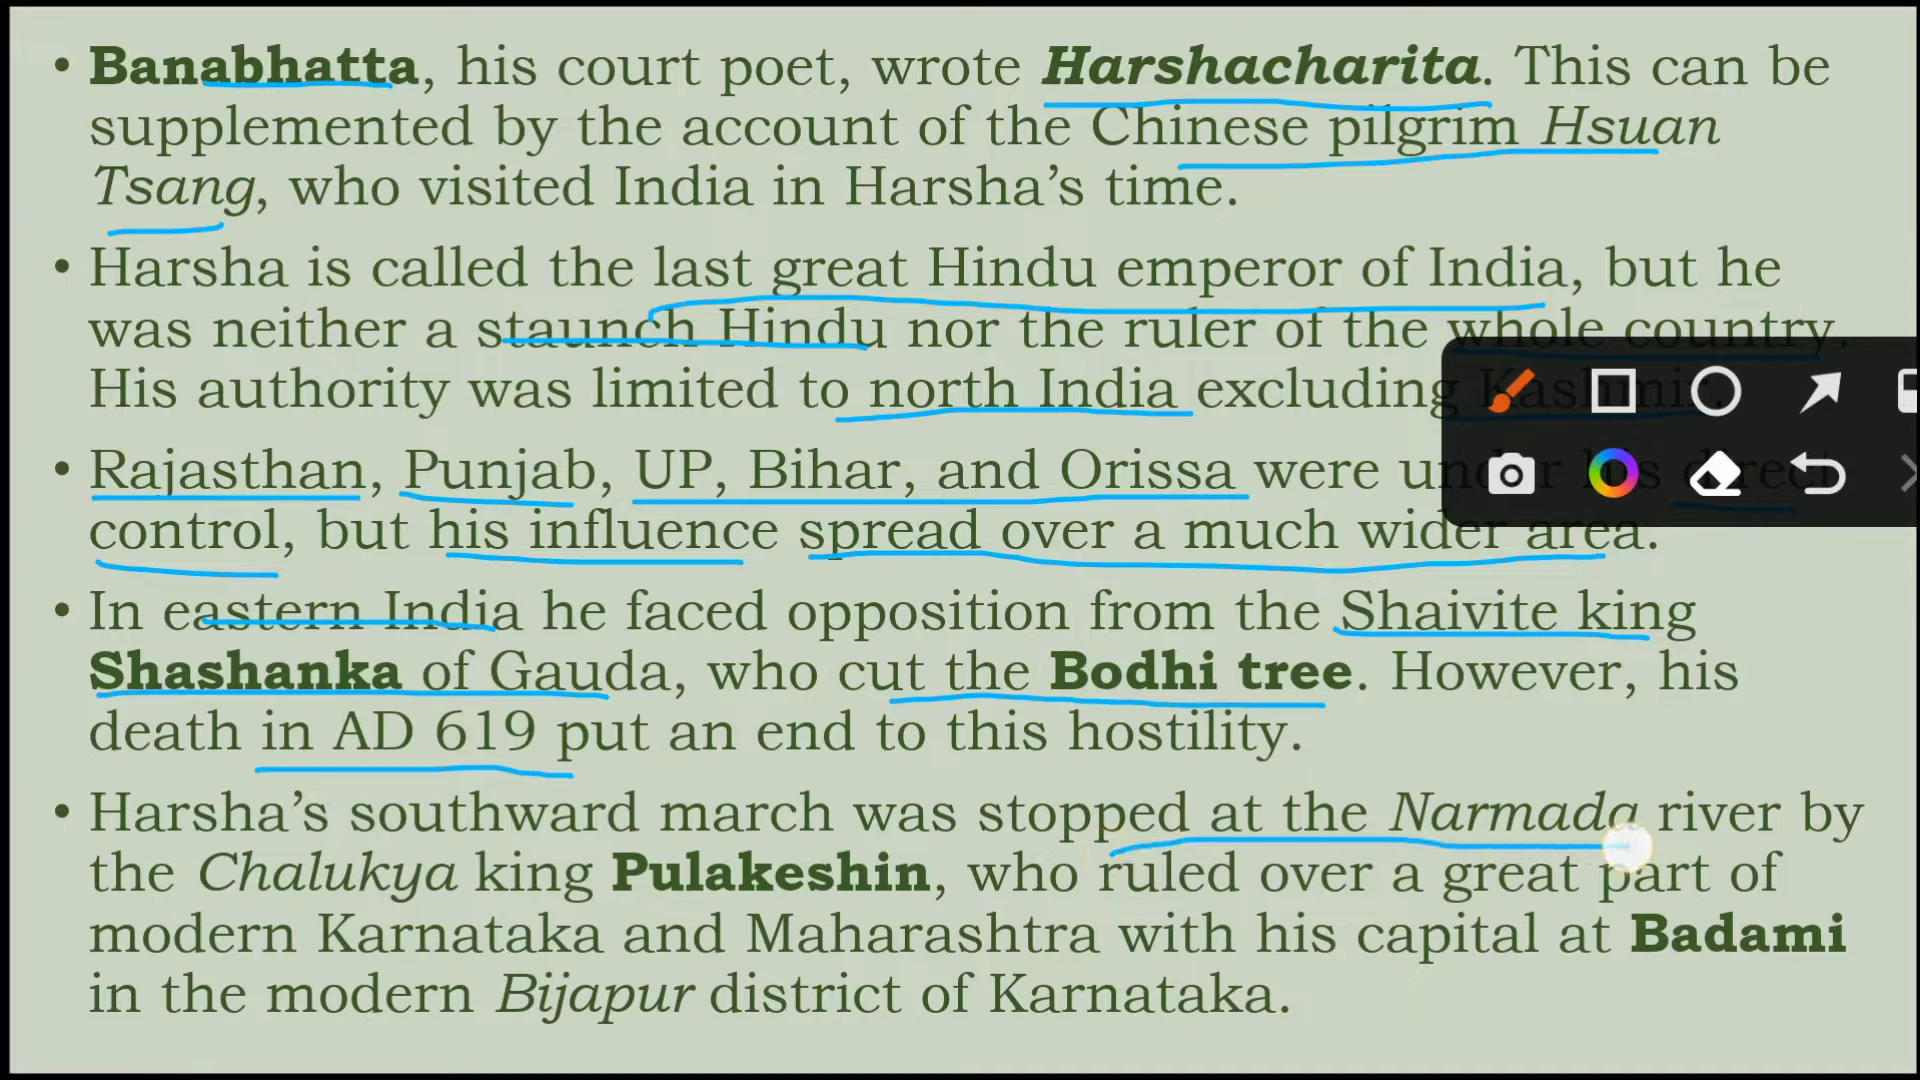 • Banabhatta, his court poet, wrote Harshacharita. This can be
supplemented by the account of the Chinese pilgrim Hsuan
Tsang, who visited India in Harsha's time.
• Harsha is called the last great Hindu emperor of India, but he
was neither a staunch Hindu nor the ruler of the whole country.
His authority was limited to north India excluding Kashmir.
• Rajasthan, Punjab, UP, Bihar, and Orissa were under his direct
control, but his influence spread over a much wider area.
• In eastern India he faced opposition from the Shaivite king
Shashanka of Gauda, who cut the Bodhi tree. However, his
death in AD 619 put an end to this hostility.
• Harsha's southward march was stopped at the Narmada river by
the Chalukya king Pulakeshin, who ruled over a great part of
modern Karnataka and Maharashtra with his capital at Badami
in the modern Bijapur district of Karnataka.